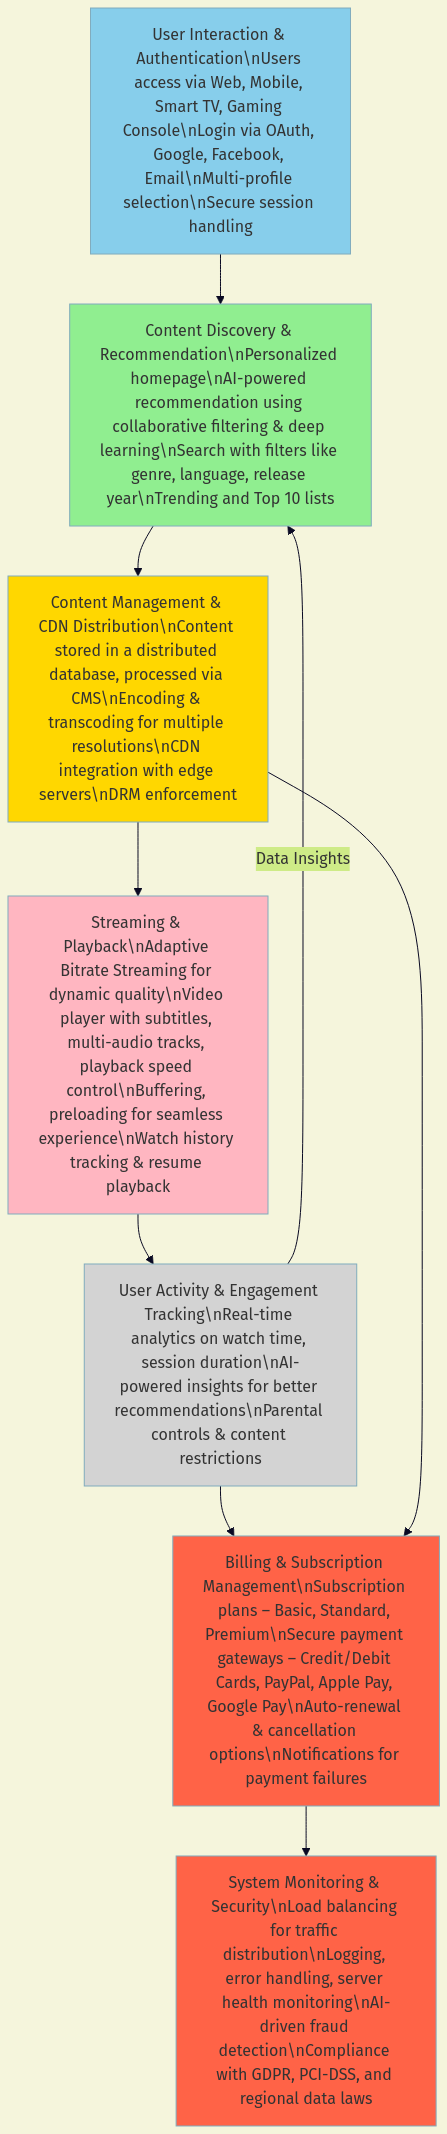 User Interaction &
Authentication\nUsers
access via Web, Mobile,
Smart TV, Gaming
Console\nLogin via OAuth,
Google, Facebook,
Email\nMulti-profile
selection\nSecure session
handling
Content Discovery &
Recommendation\nPersonalized
homepage\nAI-powered
recommendation using
collaborative filtering & deep
learning\nSearch with filters like
genre, language, release
year\nTrending and Top 10 lists
Content Management &
CDN Distribution\nContent
stored in a distributed
database, processed via
CMS\nEncoding &
transcoding for multiple
resolutions\nCDN
integration with edge
servers\nDRM enforcement
Data Insights
Streaming &
Playback\nAdaptive
Bitrate Streaming for
dynamic quality\nVideo
player with subtitles,
multi-audio tracks,
playback speed
control\nBuffering,
preloading for seamless
experience\nWatch history
tracking & resume
playback
User Activity & Engagement
Tracking\nReal-time
analytics on watch time,
session duration\nAI-
powered insights for better
recommendations\nParental
controls & content
restrictions
Billing & Subscription
Management\nSubscription
plans – Basic, Standard,
Premium\nSecure payment
gateways – Credit/Debit
Cards, PayPal, Apple Pay,
Google Pay\nAuto-renewal
& cancellation
options\nNotifications for
payment failures
System Monitoring &
Security\nLoad balancing
for traffic
distribution\nLogging,
error handling, server
health monitoring\nAI-
driven fraud
detection\nCompliance
with GDPR, PCI-DSS, and
regional data laws